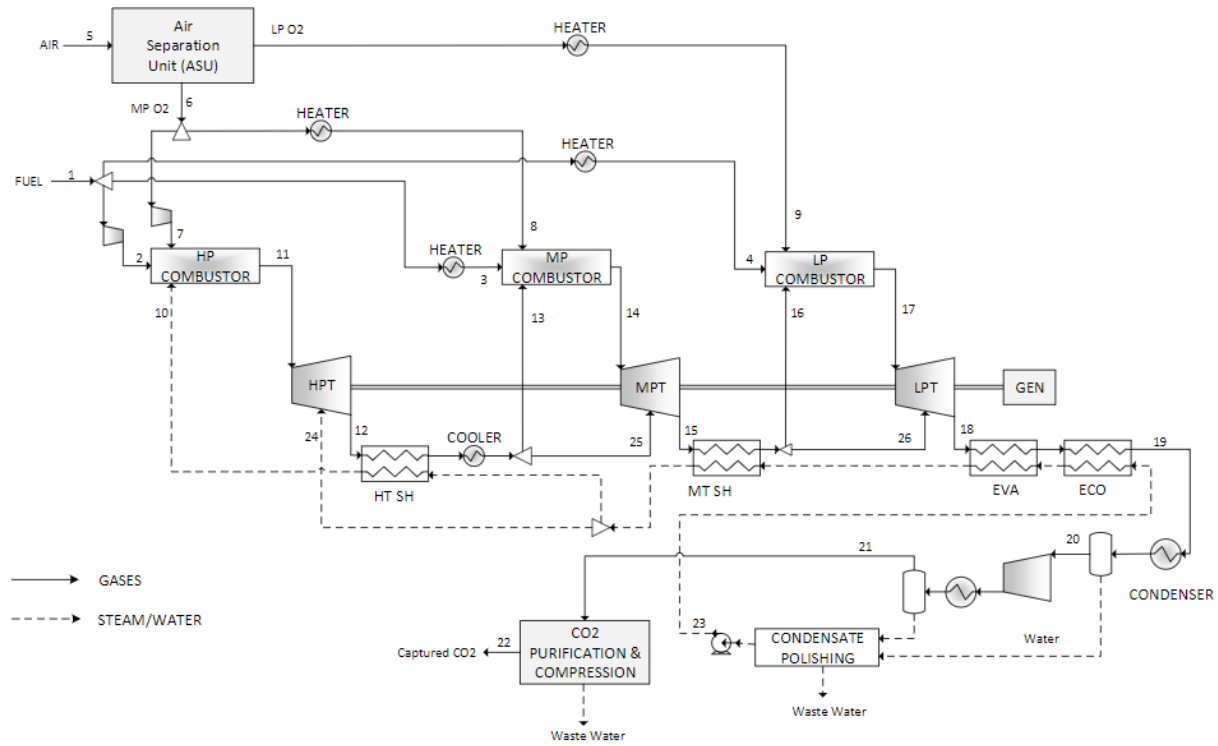 Air
Separation
Unit (ASU)
AIR
5
LP O2
HEATER
6
MP O2
HEATER
HEATER
FUEL
1
7
8
9
2
HP
COMBUSTOR
11
HEATER
3
MP
COMBUSTOR
4
LP
COMBUSTOR
10
13
14
16
17
HPT
MPT
LPT
GEN
24
12
COOLER
25
15
26
18
19
HT SH
MT SH
EVA
ECO
21
20
CONDENSER
GASES
STEAM/WATER
23
Water
Captured CO2
22
CO2
PURIFICATION &
COMPRESSION
CONDENSATE
POLISHING
Waste Water
Waste Water